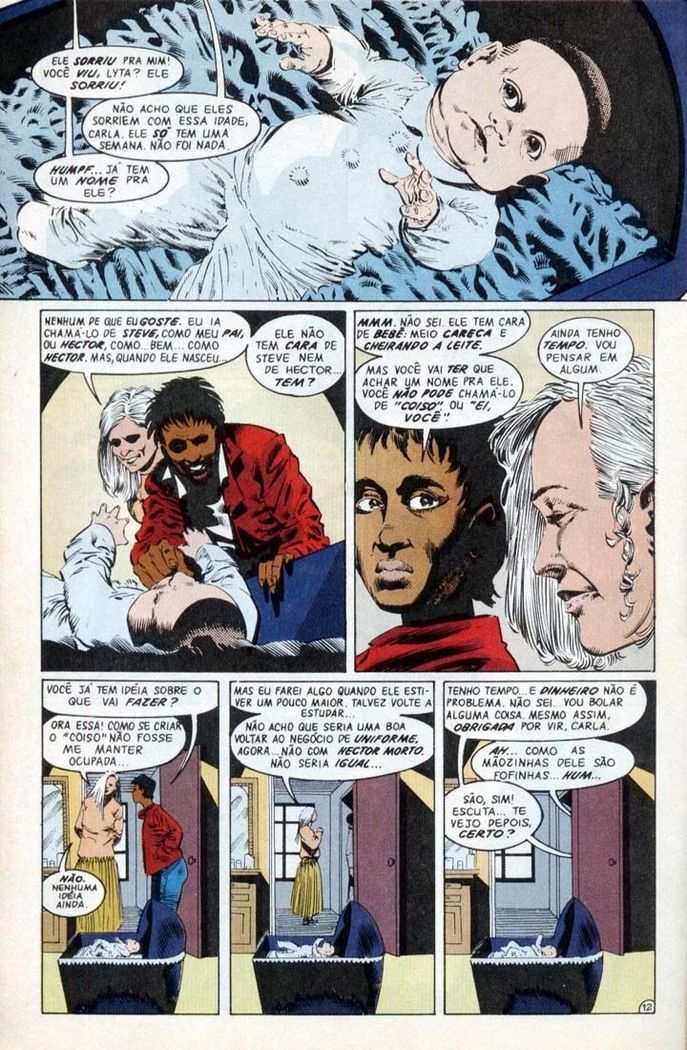 ELE SORRIU PRA MIM!
VOCÊ VIU, LYTA? ELE
SORRIU!
NÃO ACHO QUE ELES
SORRIEM COM ESSA IDADE,
CARLA. ELE SÓ TEM UMA
SEMANA. NÃO FOI NADA.
HUMPF... JÁ TEM
UM NOME PRA
ELE?
NENHUM DE QUE EU GOSTE. EU IA
CHAMÁ-LO DE STEVE, COMO MEU PAI,
OU HECTOR, COMO... BEM... COMO
HECTOR. MAS, QUANDO ELE NASCEU...
ELE NÃO
TEM CARA DE
STEVE NEM
DE HECTOR...
TEM?
MMM. NÃO SEI. ELE TEM CARA
DE BEBÊ: MEIO CARECA E
CHEIRANDO A LEITE.
MAS VOCÊ VAI TER QUE
ACHAR UM NOME PRA ELE.
VOCÊ NÃO PODE CHAMÁ-LO
DE "COISO" OU "EI,
VOCÊ"!
AINDA TENHO
TEMPO. VOU
PENSAR EM
ALGUM.
VOCÊ JÁ TEM IDÉIA SOBRE O
QUE VAI FAZER?
ORA ESSA! COMO SE CRIAR
O "COISO" NÃO FOSSE
ME MANTER
OCUPADA...
NÃO.
NENHUMA
IDÉIA
AINDA.
MAS EU FAREI ALGO QUANDO ELE ESTI-
VER UM POUCO MAIOR. TALVEZ VOLTE A
ESTUDAR...
NÃO ACHO QUE SERIA UMA BOA
VOLTAR AO NEGÓCIO DE UNIFORME,
AGORA... NÃO COM HECTOR MORTO.
NÃO SERIA IGUAL...
TENHO TEMPO... E DINHEIRO NÃO É
PROBLEMA. NÃO SEI... VOU BOLAR
ALGUMA COISA. MESMO ASSIM,
OBRIGADA POR VIR, CARLA.
AH... COMO AS
MÃOZINHAS DELE SÃO
FOFINHAS... HUM...
SÃO, SIM!
ESCUTA... TE
VEJO DEPOIS,
CERTO?
12